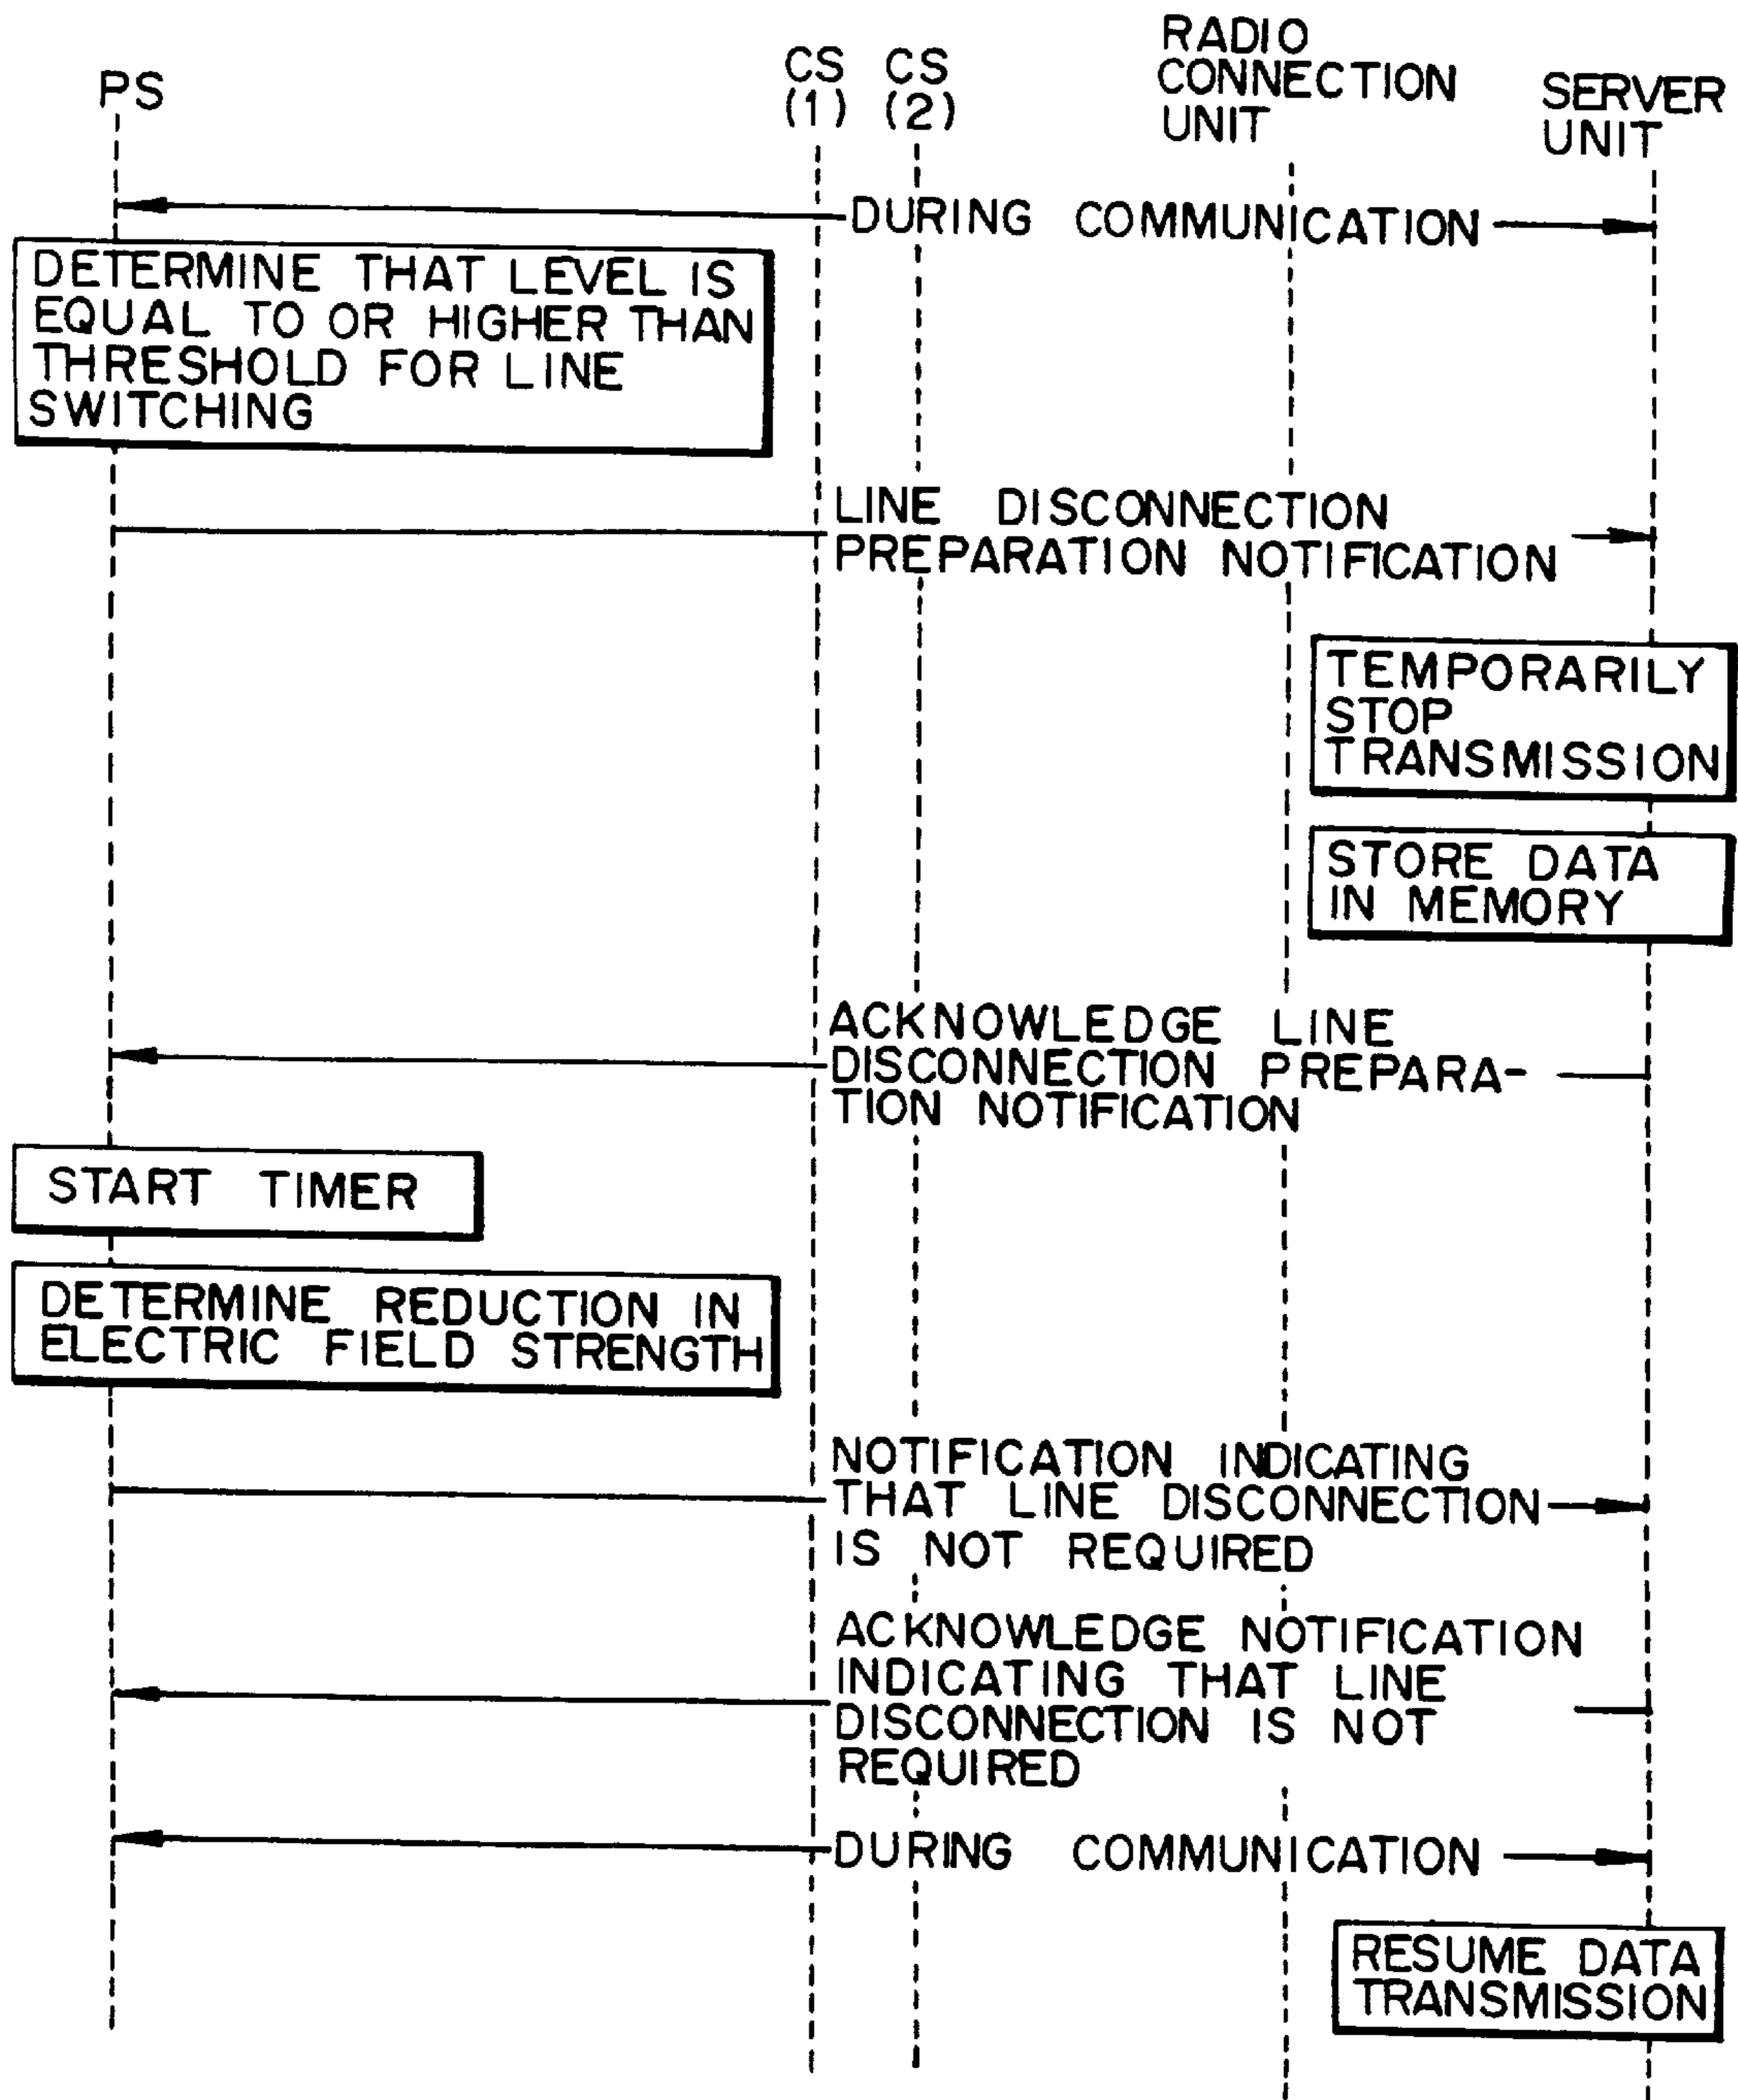 PS
CS
(1)
CS
(2)
RADIO
CONNECTION
UNIT
SERVER
UNIT
DURING COMMUNICATION
DETERMINE THAT LEVEL IS
EQUAL TO OR HIGHER THAN
THRESHOLD FOR LINE
SWITCHING
LINE DISCONNECTION
PREPARATION NOTIFICATION
TEMPORARILY
STOP
TRANSMISSION
STORE DATA
IN MEMORY
ACKNOWLEDGE LINE
DISCONNECTION PREPARA-
TION NOTIFICATION
START TIMER
DETERMINE REDUCTION IN
ELECTRIC FIELD STRENGTH
NOTIFICATION INDICATING
THAT LINE DISCONNECTION
IS NOT REQUIRED
ACKNOWLEDGE NOTIFICATION
INDICATING THAT LINE
DISCONNECTION IS NOT
REQUIRED
DURING COMMUNICATION
RESUME DATA
TRANSMISSION